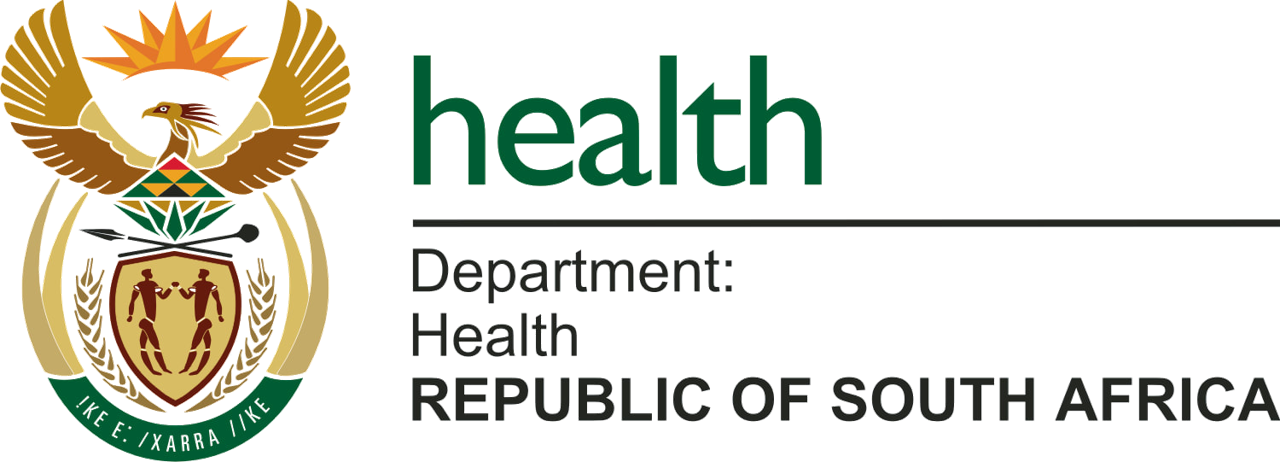 health
Department:
Health
REPUBLIC OF SOUTH AFRICA
!KE E: /XARRA //KE